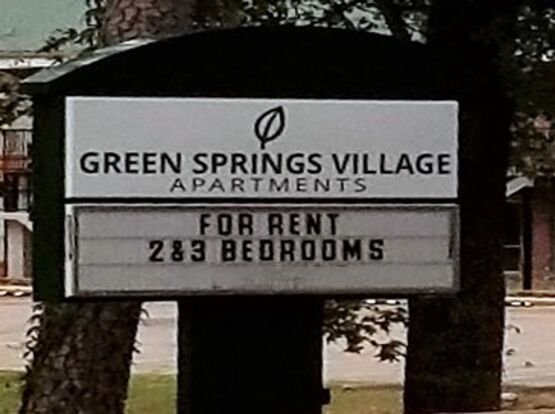 GREEN SPRINGS VILLAGE
APARTMENTS
FOR RENT
2&3 BEDROOMS